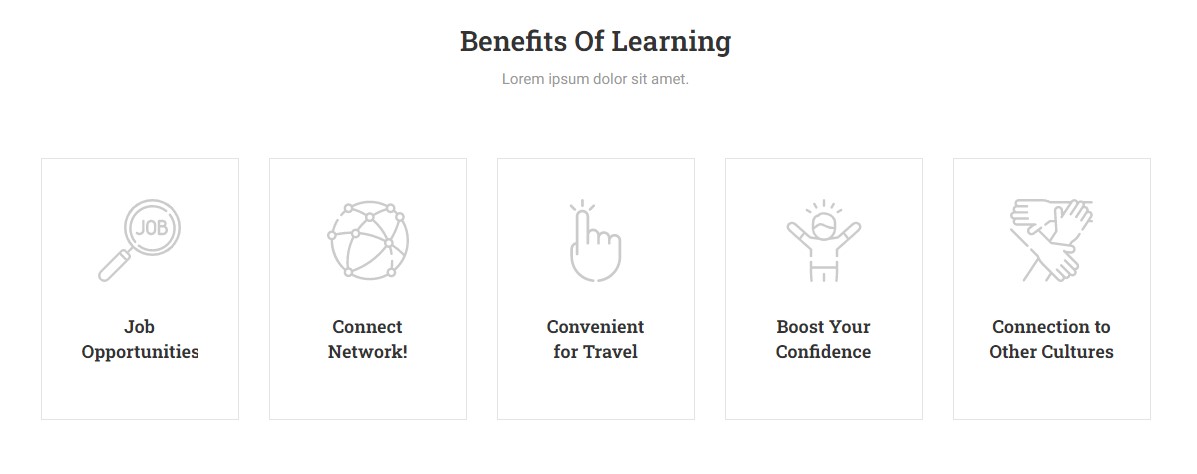 Benefits Of Learning
Lorem ipsum dolor sit amet.
JOB
Job
Opportunities
Connect
Network!
Convenient
for Travel
Boost Your
Confidence
Connection to
Other Cultures